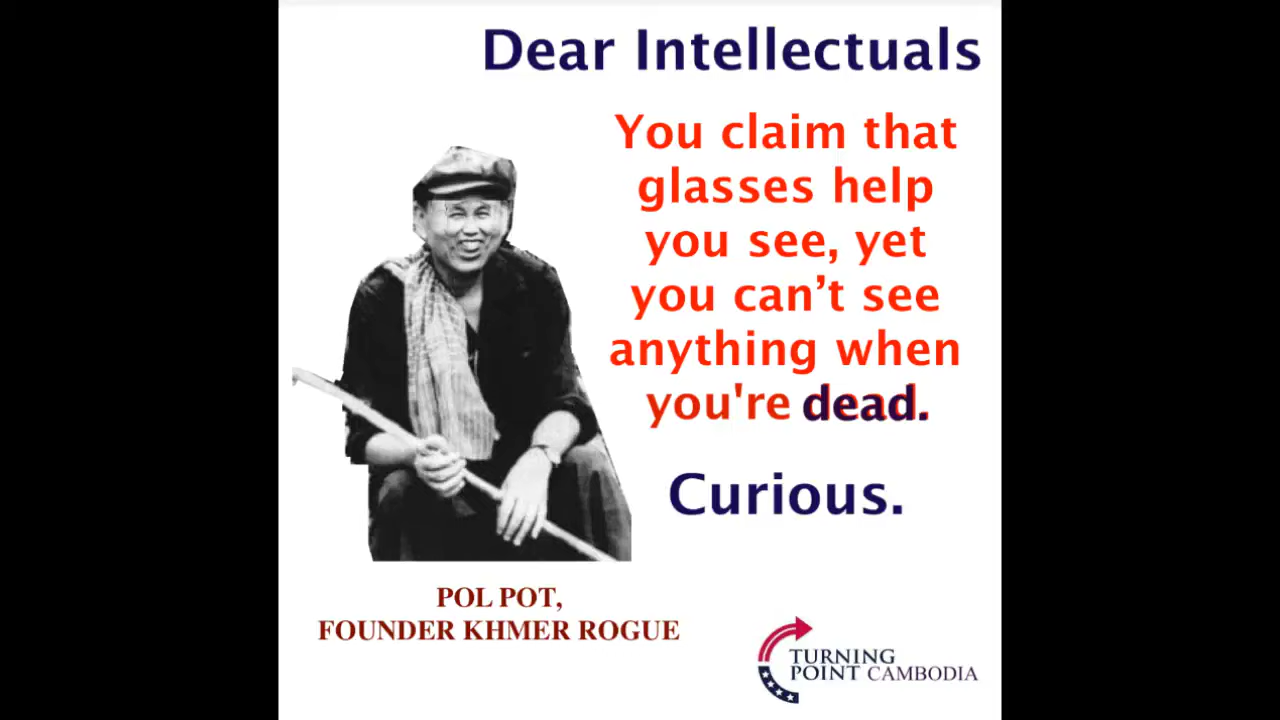 Dear Intellectuals
You claim that
glasses help
you see, yet
you can’t see
anything when
you're dead.
Curious.
POL POT,
FOUNDER KHMER ROGUE
TURNING
POINT CAMBODIA